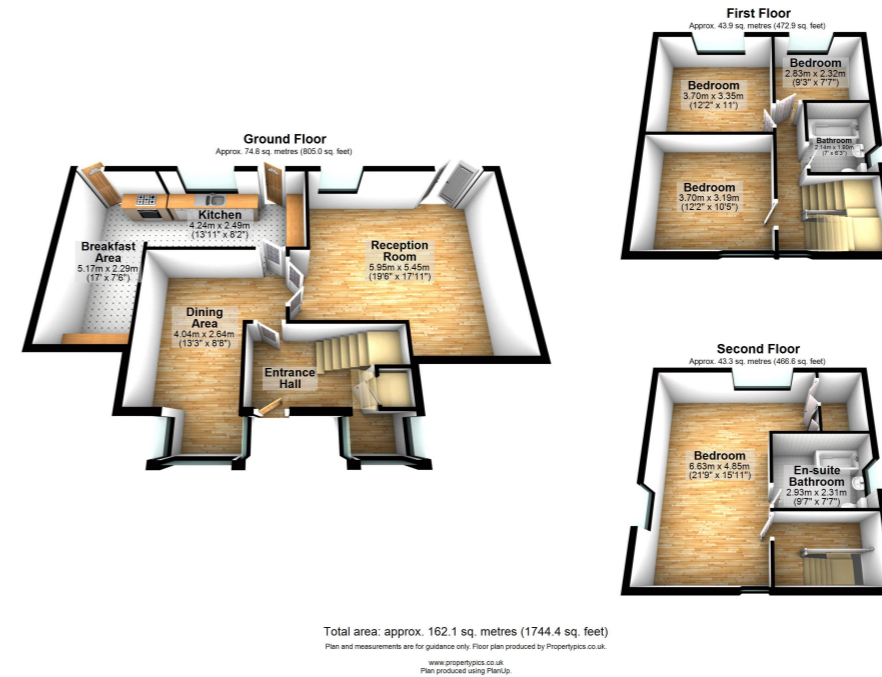 First Floor
Approx. 43.9 sq. metres (472.9 sq. feet)
Bedroom
3.70m x 3.35m
(12'2" x 11')
Bedroom
2.83m x 2.32m
(9'3" x 7'7")
Bathroom
2.14m x 1.90m
(7' x 6'3")
Bedroom
3.70m x 3.19m
(12'2" x 10'5")
Ground Floor
Approx. 74.8 sq. metres (805.0 sq. feet)
Kitchen
4.24m x 2.49m
(13'11" x 8'2")
Breakfast
Area
5.17m x 2.29m
(17' x 7'6")
Reception
Room
5.95m x 5.45m
(19'6" x 17'11")
Dining
Area
4.04m x 2.64m
(13'3" x 8'8")
Entrance
Hall
Second Floor
Approx. 43.3 sq. metres (466.6 sq. feet)
Bedroom
6.63m x 4.85m
(21'9" x 15'11")
En-suite
Bathroom
2.93m x 2.31m
(9'7" x 7'7")
Total area: approx. 162.1 sq. metres (1744.4 sq. feet)
Plan and measurements are for guidance only. Floor plan produced by Propertypics.co.uk.
www.propertypics.co.uk
Plan produced using PlanUp.